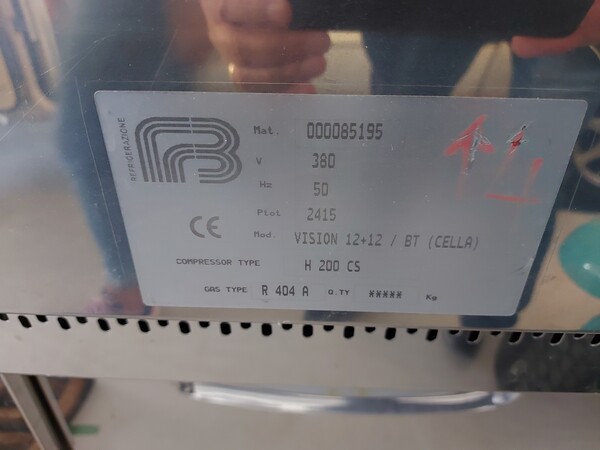 REFRIGERAZIONE
Mat. 000085195
V 380
Hz 50
Ptot 2415
CE
Mod. VISION 12+12 / BT (CELLA)
COMPRESSOR TYPE H 200 CS
GAS TYPE R 404 A Q.TY ***** Kg